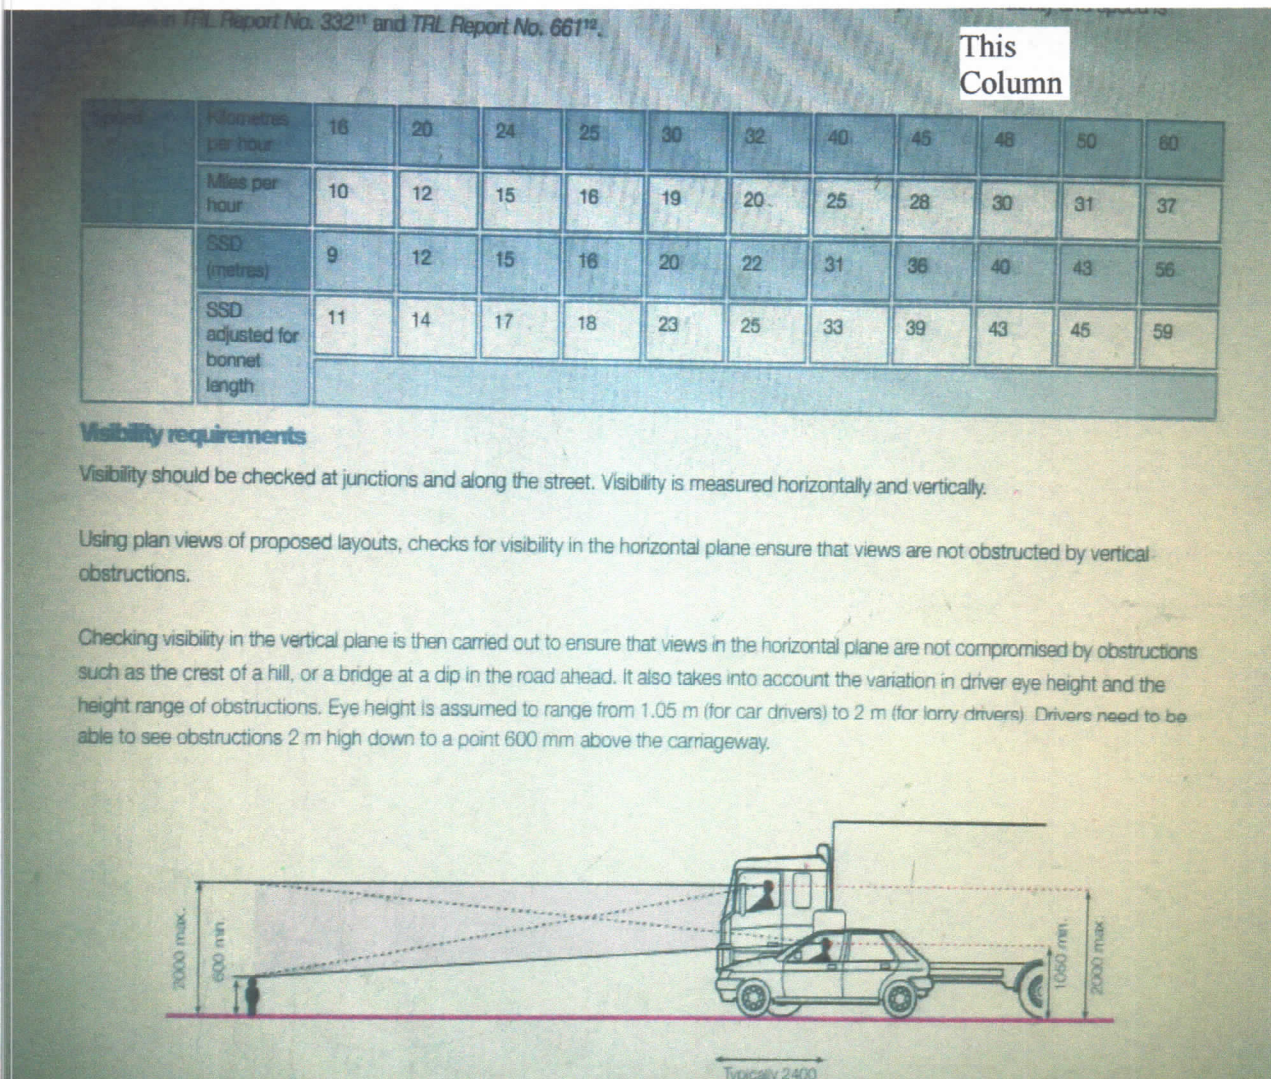 in TRL Report No. 332¹¹ and TRL Report No. 661¹².
This
Column
Speed Kilometres per hour 16 20 24 25 30 32 40 45 48 50 60
Miles per hour 10 12 15 16 19 20 25 28 30 31 37
SSD (metres) 9 12 15 16 20 22 31 36 40 43 56
SSD adjusted for bonnet length 11 14 17 18 23 25 33 39 43 45 59
Visibility requirements
Visibility should be checked at junctions and along the street. Visibility is measured horizontally and vertically.
Using plan views of proposed layouts, checks for visibility in the horizontal plane ensure that views are not obstructed by vertical
obstructions.
Checking visibility in the vertical plane is then carried out to ensure that views in the horizontal plane are not compromised by obstructions
such as the crest of a hill, or a bridge at a dip in the road ahead. It also takes into account the variation in driver eye height and the
height range of obstructions. Eye height is assumed to range from 1.05 m (for car drivers) to 2 m (for lorry drivers). Drivers need to be
able to see obstructions 2 m high down to a point 600 mm above the carriageway.
2000 max.
600 min.
1050 min.
2000 max
Typically 2400